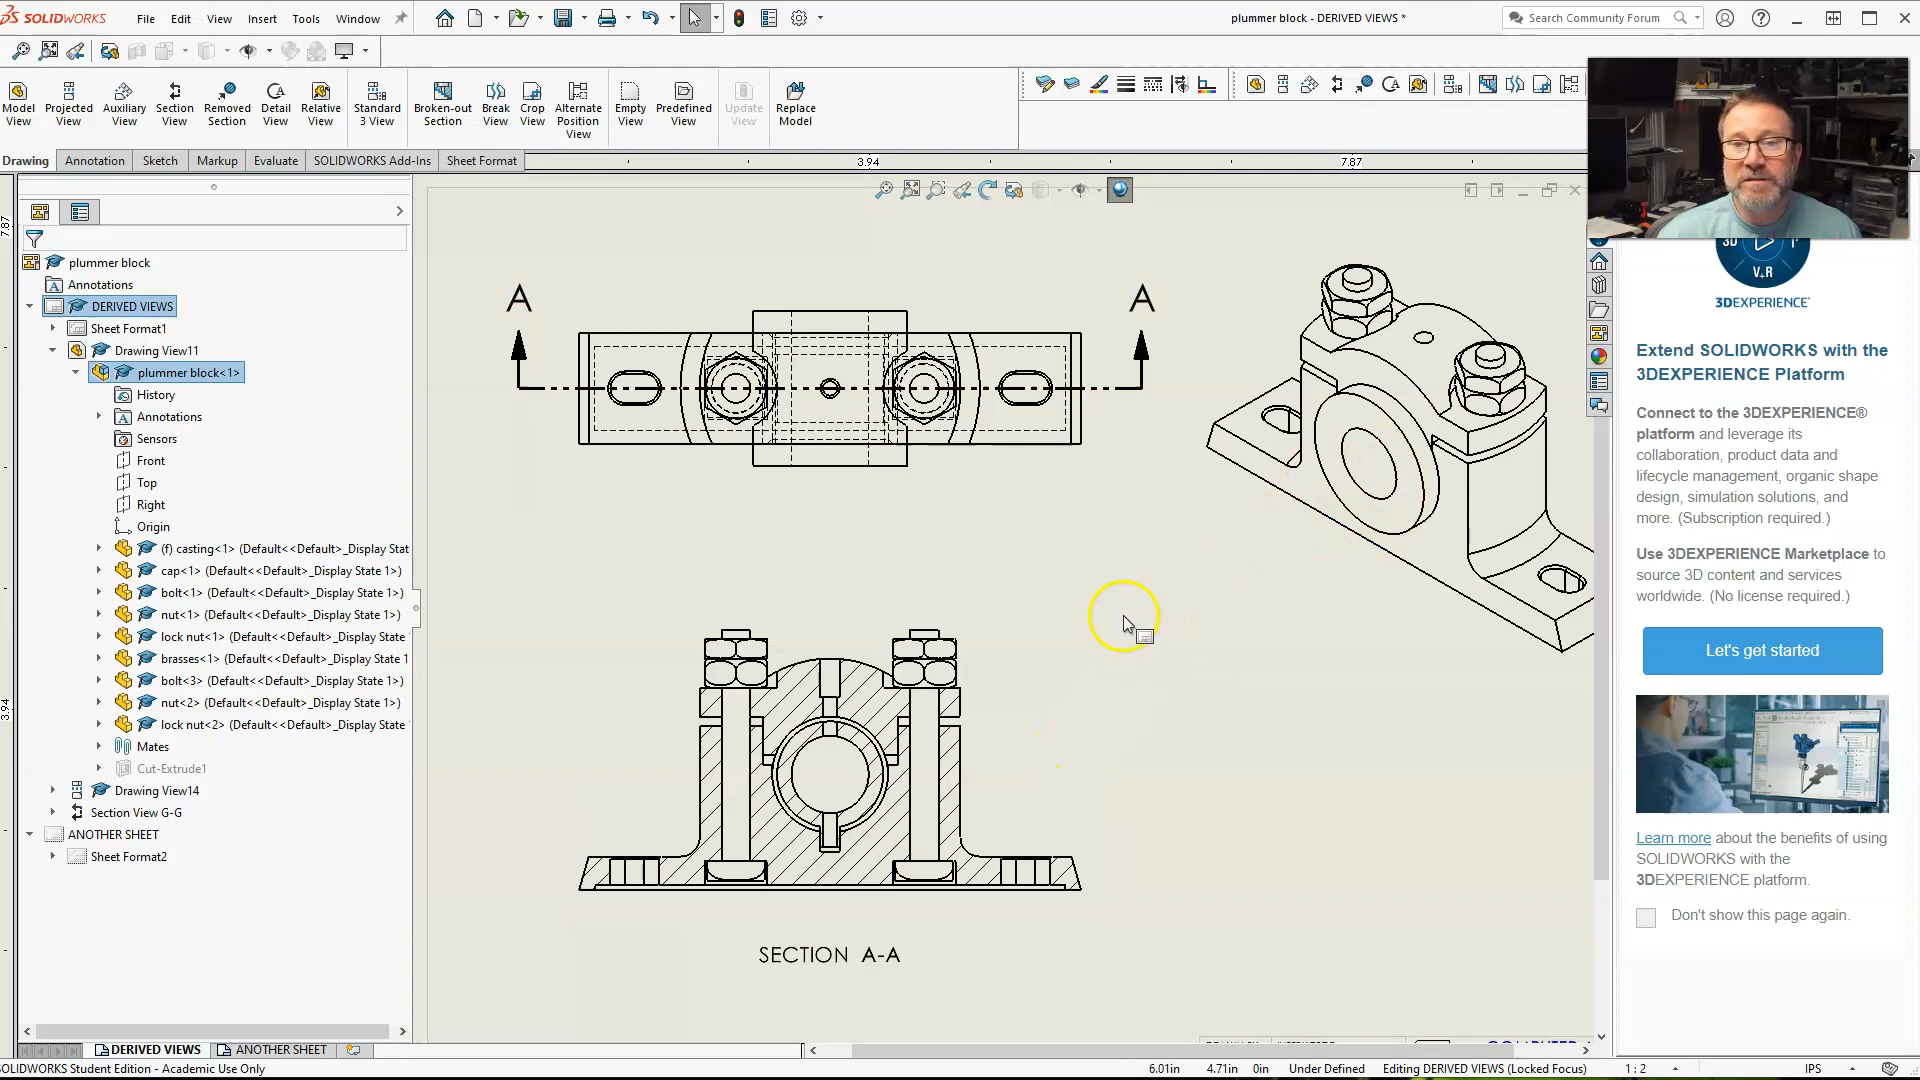 SOLIDWORKS
File
Edit
View
Insert
Tools
Window
plummer block - DERIVED VIEWS *
Search Community Forum
Model View
Projected View
Auxiliary View
Section View
Removed Section
Detail View
Relative View
Standard 3 View
Broken-out Section
Break View
Crop View
Alternate Position View
Empty View
Predefined View
Update View
Replace Model
Drawing
Annotation
Sketch
Markup
Evaluate
SOLIDWORKS Add-Ins
Sheet Format
3.94
7.87
7.87
3.94
plummer block
Annotations
DERIVED VIEWS
Sheet Format1
Drawing View11
plummer block<1>
History
Annotations
Sensors
Front
Top
Right
Origin
(f) casting<1> (Default<<Default>_Display Stat
cap<1> (Default<<Default>_Display State 1>)
bolt<1> (Default<<Default>_Display State 1>)
nut<1> (Default<<Default>_Display State 1>)
lock nut<1> (Default<<Default>_Display State
brasses<1> (Default<<Default>_Display State 1
bolt<3> (Default<<Default>_Display State 1>)
nut<2> (Default<<Default>_Display State 1>)
lock nut<2> (Default<<Default>_Display State
Mates
Cut-Extrude1
Drawing View14
Section View G-G
ANOTHER SHEET
Sheet Format2
A
A
SECTION A-A
3D
V.R
3DEXPERIENCE
Extend SOLIDWORKS with the
3DEXPERIENCE Platform
Connect to the 3DEXPERIENCE®
platform and leverage its
collaboration, product data and
lifecycle management, organic shape
design, simulation solutions, and
more. (Subscription required.)
Use 3DEXPERIENCE Marketplace to
source 3D content and services
worldwide. (No license required.)
Let's get started
Learn more about the benefits of using
SOLIDWORKS with the
3DEXPERIENCE platform.
Don't show this page again.
DERIVED VIEWS
ANOTHER SHEET
SOLIDWORKS Student Edition - Academic Use Only
6.01in
4.71in
0in
Under Defined
Editing DERIVED VIEWS (Locked Focus)
1 : 2
IPS